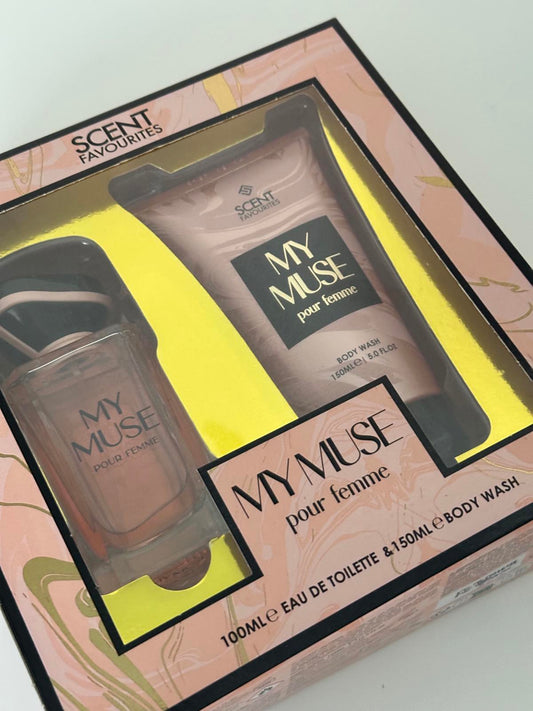 SCENT
FAVOURITES
SCENT
FAVOURITES
MY
MUSE
pour femme
BODY WASH
150ML e 5.0 FL.OZ
MY
MUSE
POUR FEMME
MY MUSE
pour femme
100ML e EAU DE TOILETTE & 150ML e BODY WASH